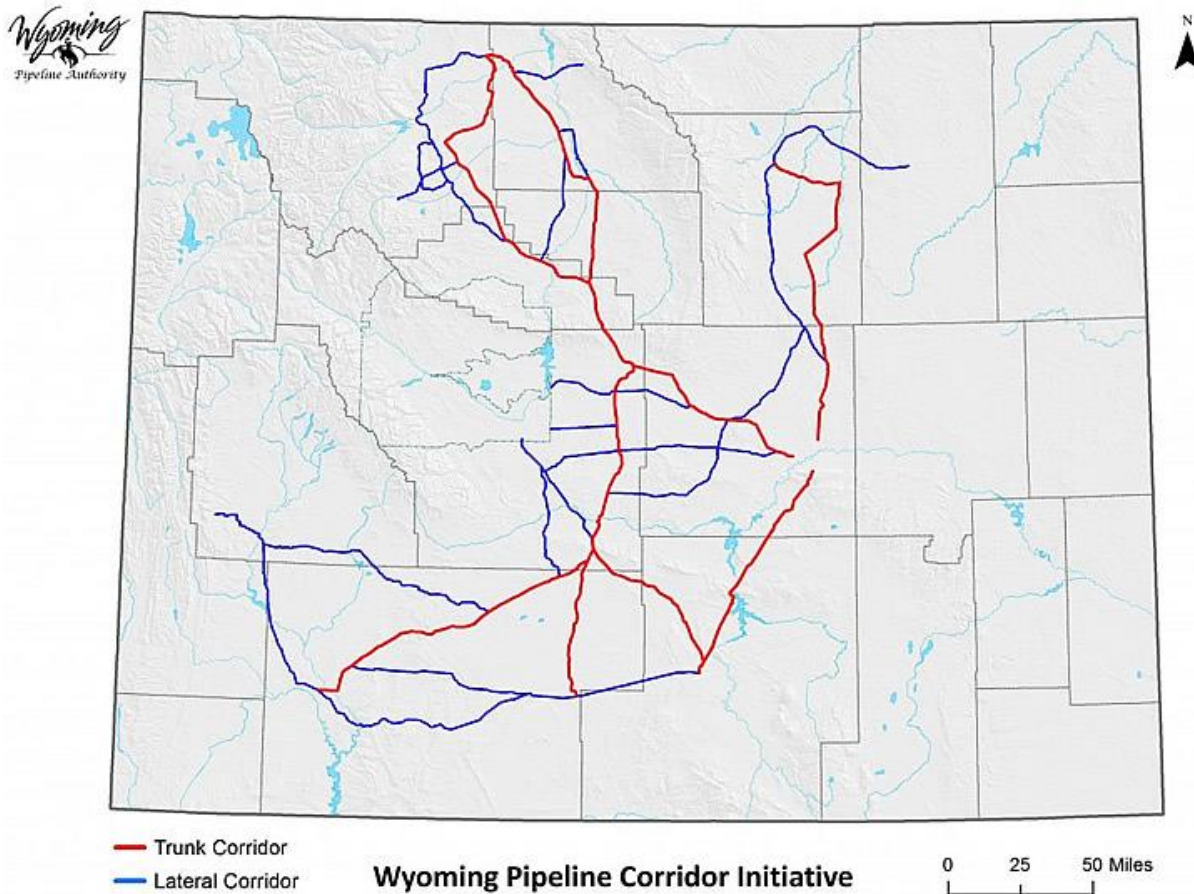 Wyoming
Pipeline Authority
N
Trunk Corridor
Lateral Corridor
Wyoming Pipeline Corridor Initiative
0 25 50 Miles